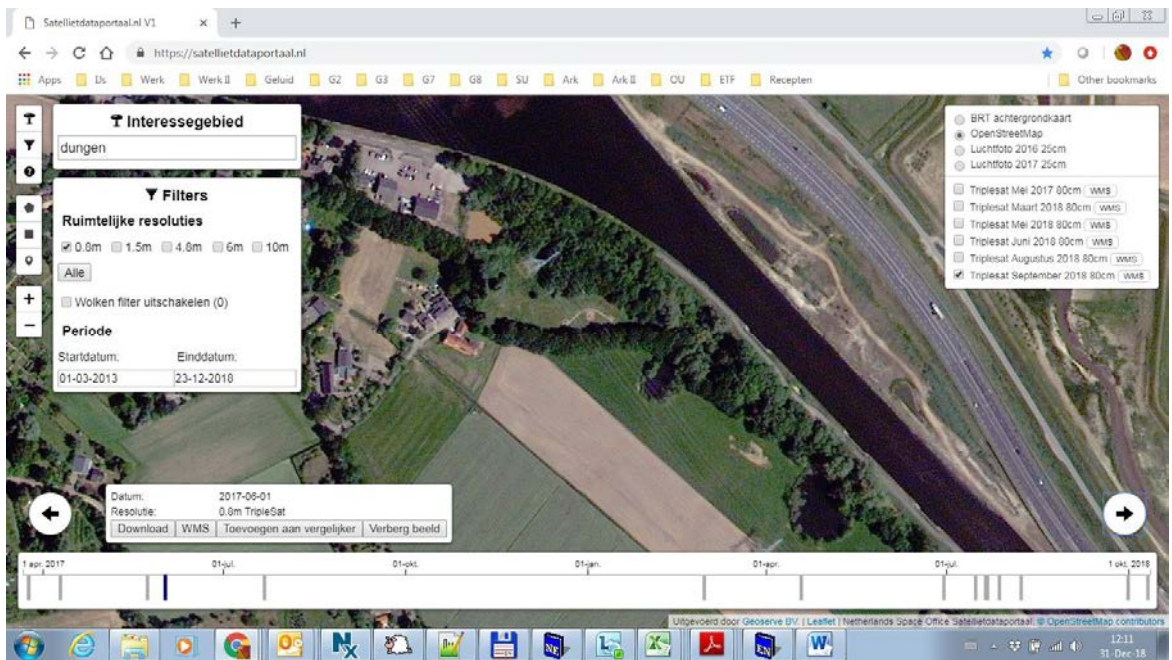 Satellietdataportaal.nl V1
https://satellietdataportaal.nl
Apps IJs Werk Werk II Geluid G2 G3 G7 G8 SU Ark Ark II OU ETF Recepten Other bookmarks
Interessegebied
dungen
Filters
Ruimtelijke resoluties
0.8m 1.5m 4.8m 6m 10m
Alle
Wolken filter uitschakelen (0)
Periode
Startdatum: Einddatum:
01-03-2013 23-12-2018
BRT achtergrondkaart
OpenStreetMap
Luchtfoto 2016 25cm
Luchtfoto 2017 25cm
Triplesat Mei 2017 80cm WMS
Triplesat Maart 2018 80cm WMS
Triplesat Mei 2018 80cm WMS
Triplesat Juni 2018 80cm WMS
Triplesat Augustus 2018 80cm WMS
Triplesat September 2018 80cm WMS
Datum: 2017-06-01
Resolutie: 0.8m TripleSat
Download WMS Toevoegen aan vergelijker Verberg beeld
1 apr. 2017 01-jul. 01-okt. 01-jan. 01-apr. 01-jul. 1 okt. 2018
Uitgevoerd door Geoserve BV. | Leaflet | Netherlands Space Office Satellietdataportaal, © OpenStreetMap contributors
NE EN
12:11
31-Dec-18